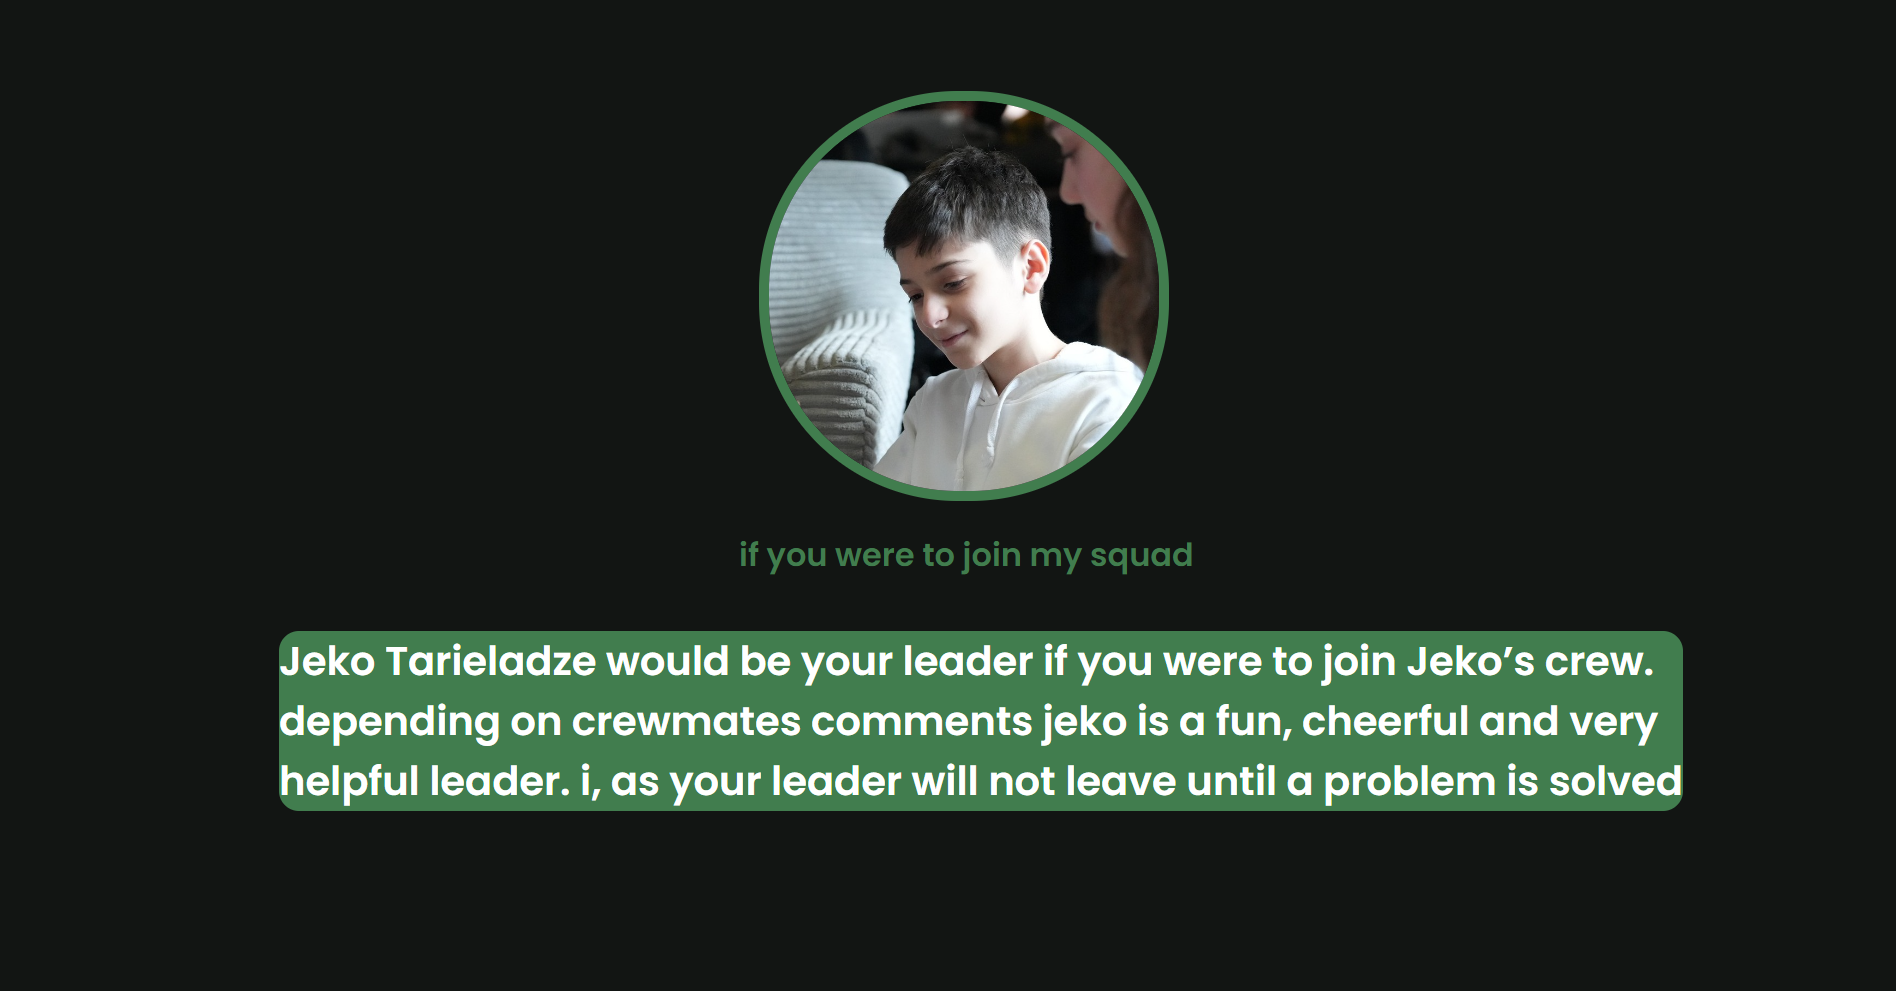 if you were to join my squad
Jeko Tarieladze would be your leader if you were to join Jeko’s crew.
depending on crewmates comments jeko is a fun, cheerful and very
helpful leader. i, as your leader will not leave until a problem is solved